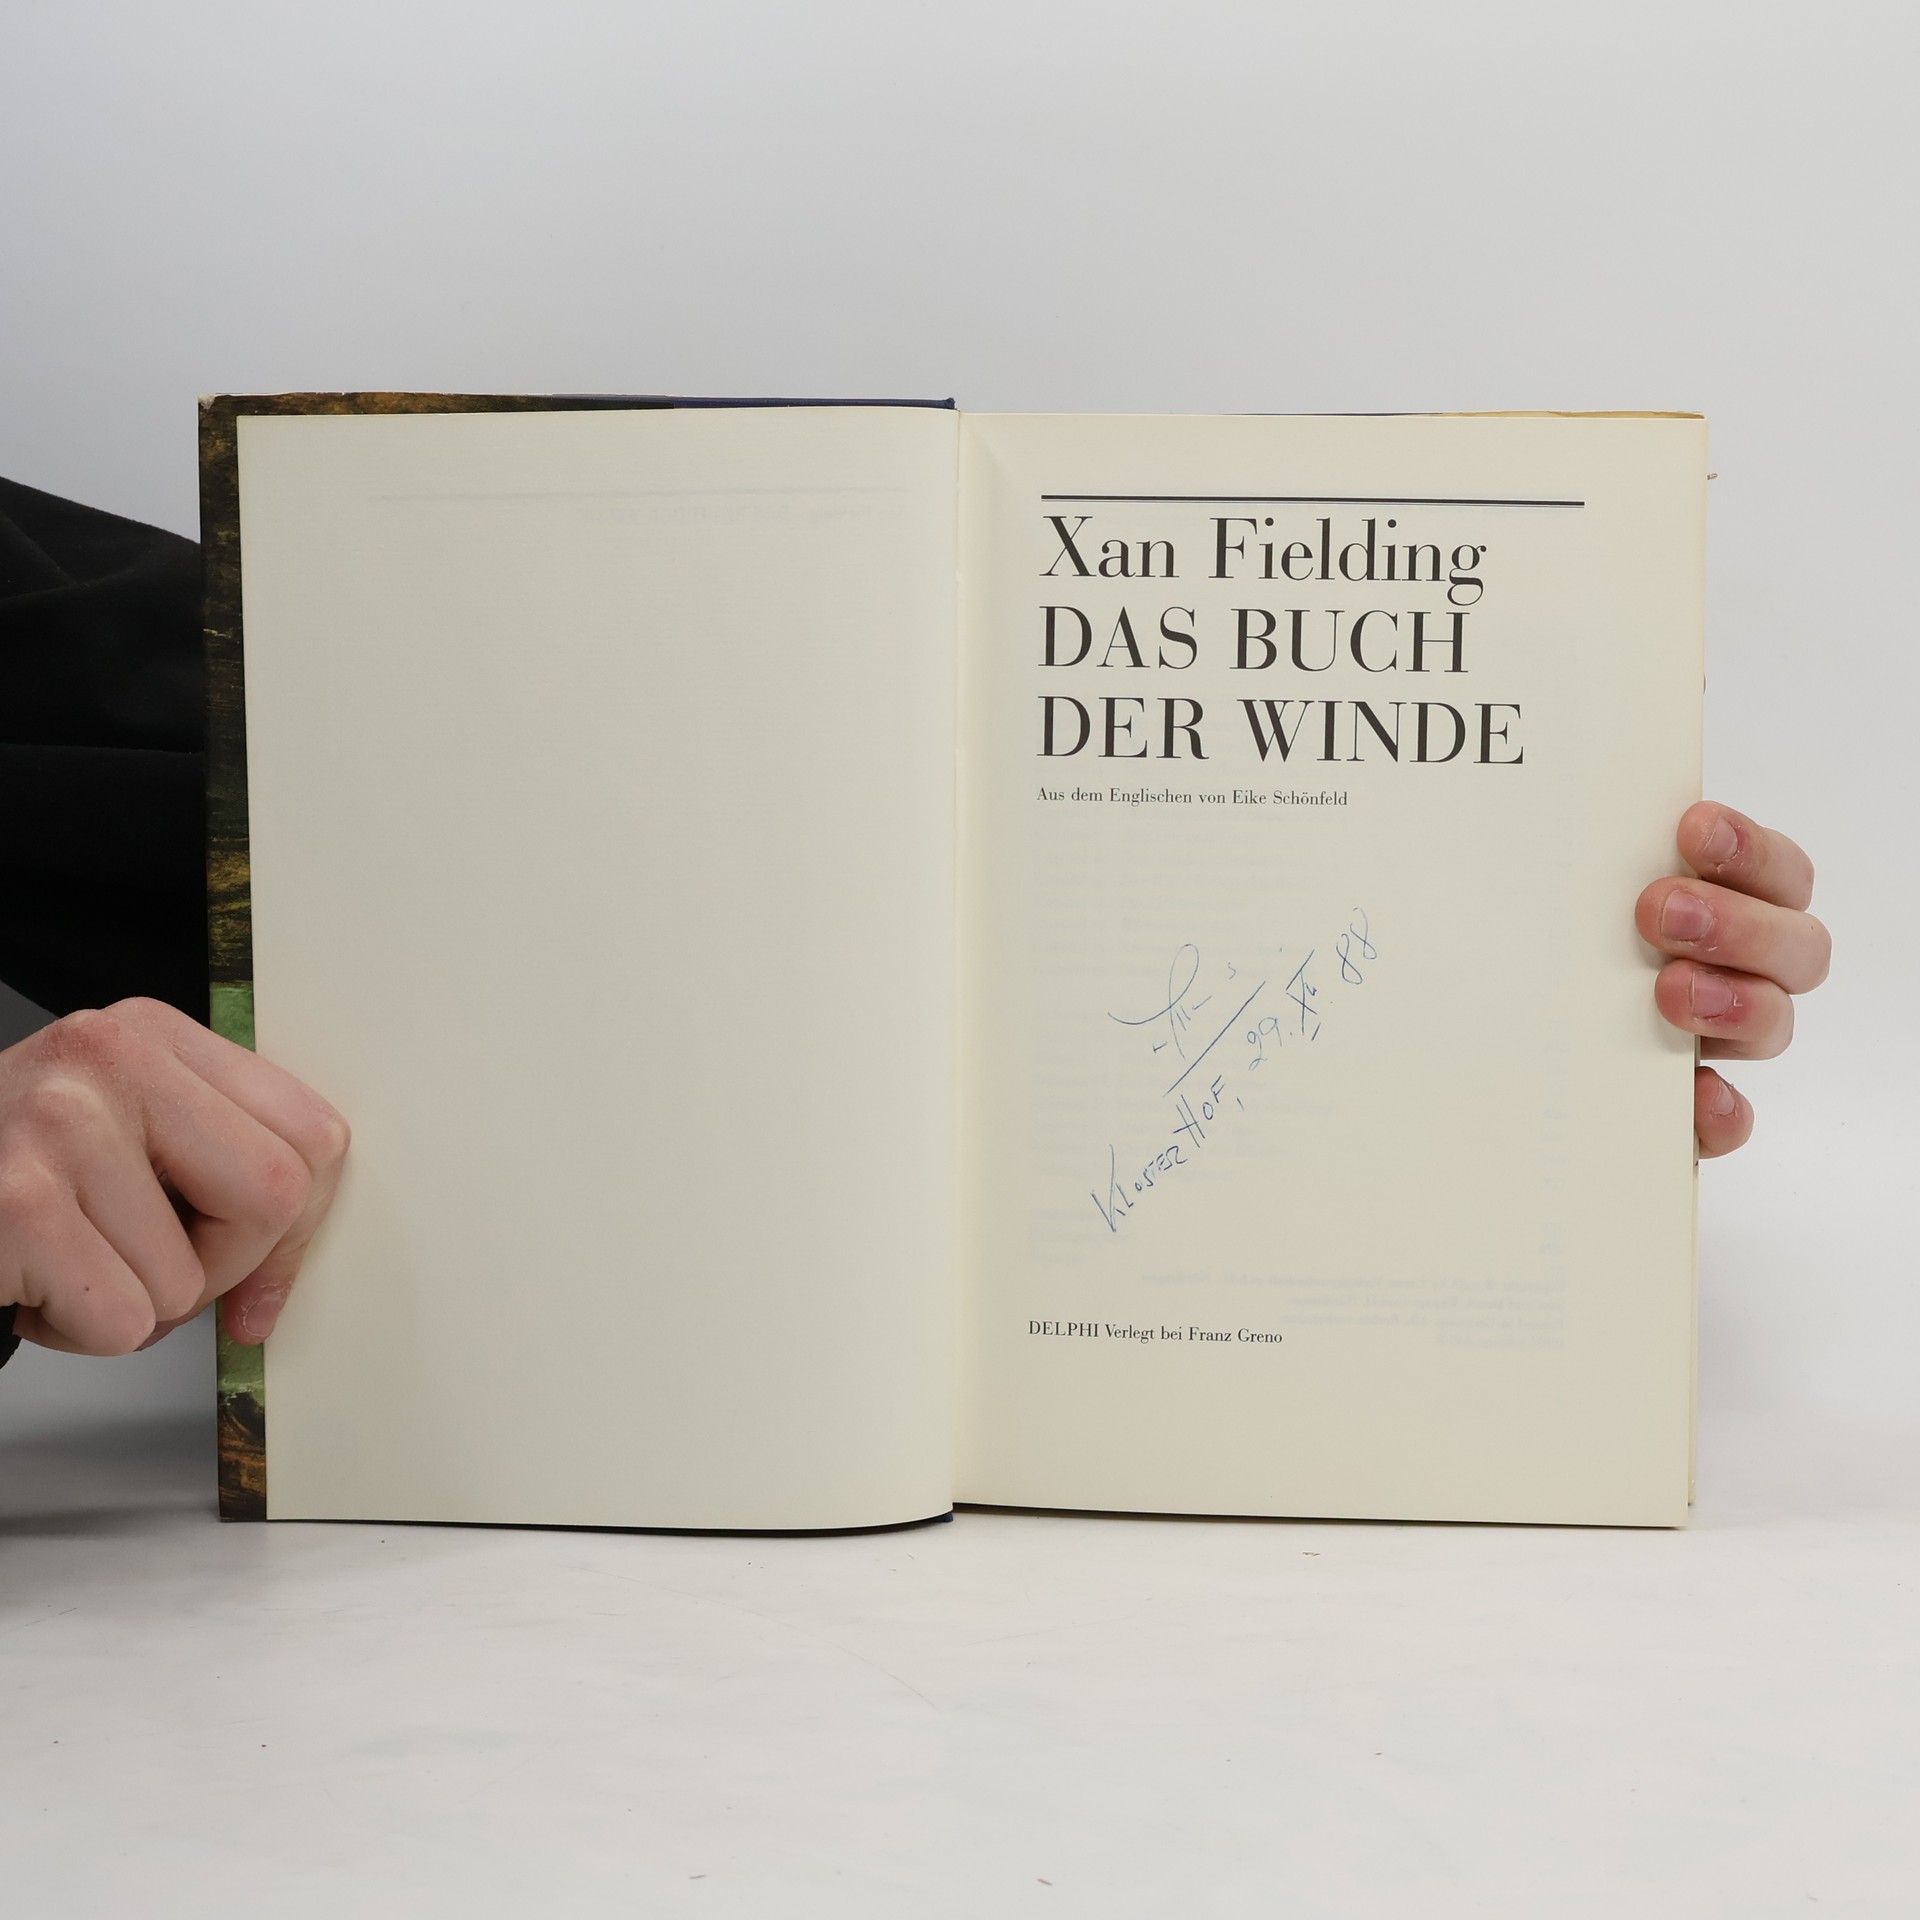 Xan Fielding
DAS BUCH
DER WINDE
Aus dem Englischen von Eike Schönfeld
KLOSTERHOF, 29. XII. 88
DELPHI Verlegt bei Franz Greno